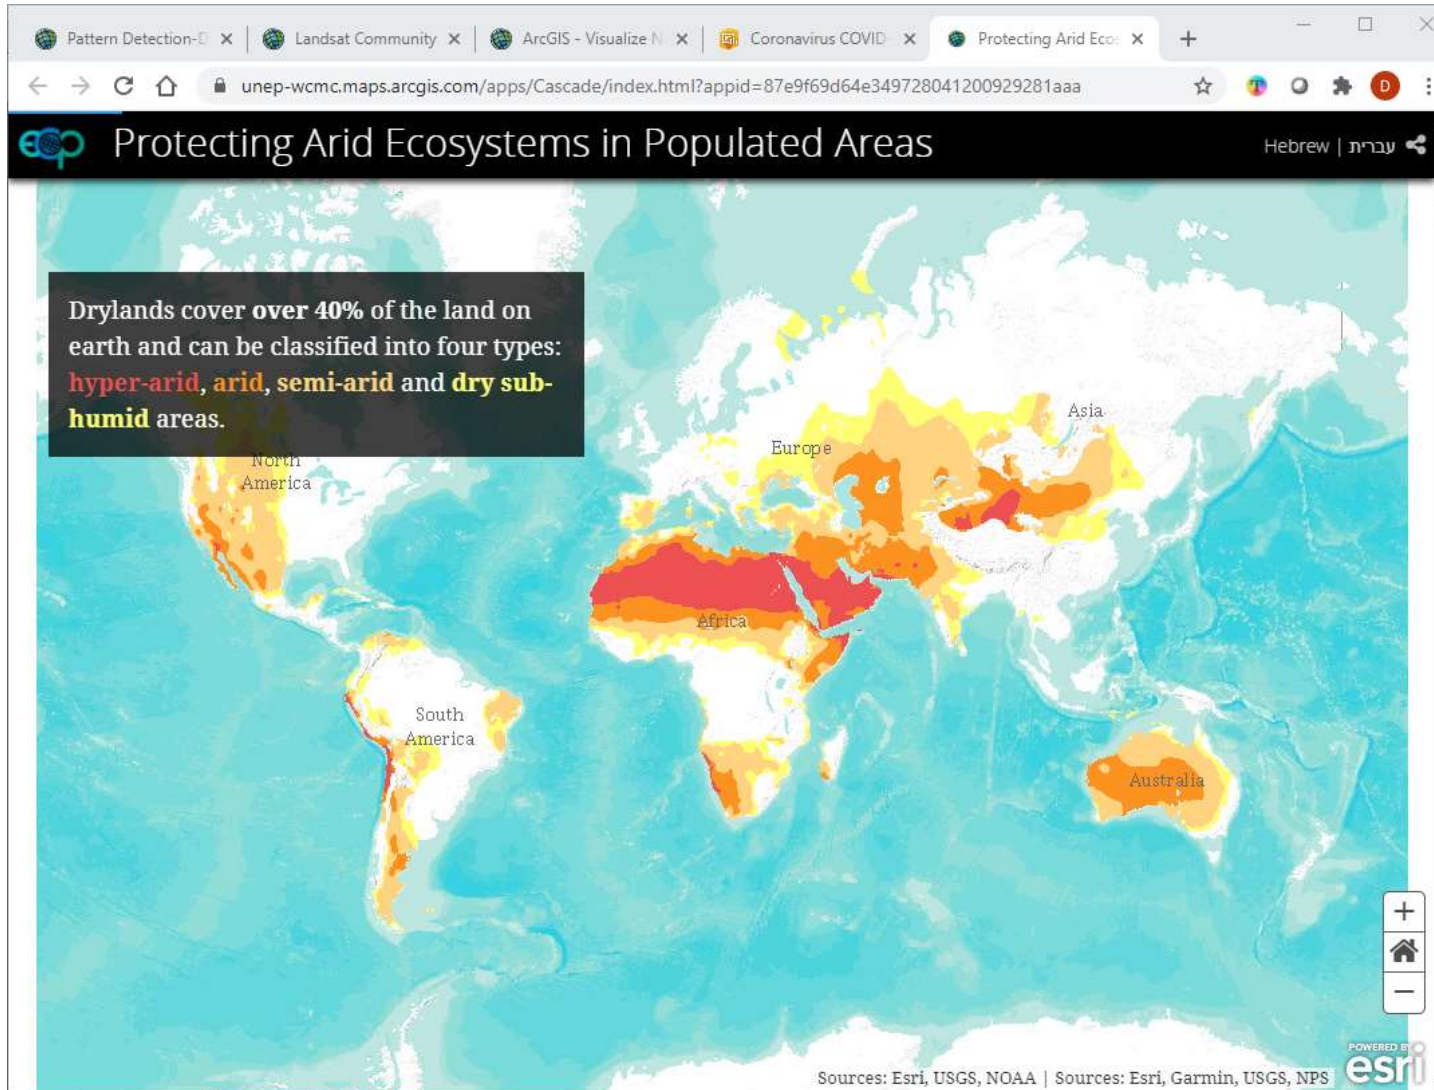 Pattern Detection-D
Landsat Community
ArcGIS - Visualize N
Coronavirus COVID-
Protecting Arid Ecos
unep-wcmc.maps.arcgis.com/apps/Cascade/index.html?appid=87e9f69d64e349728041200929281aaa
D
ecp
Protecting Arid Ecosystems in Populated Areas
Hebrew | עברית
Drylands cover over 40% of the land on
earth and can be classified into four types:
hyper-arid, arid, semi-arid and dry sub-
humid areas.
North
America
Europe
Asia
Africa
South
America
Australia
POWERED BY
esri
Sources: Esri, USGS, NOAA | Sources: Esri, Garmin, USGS, NPS